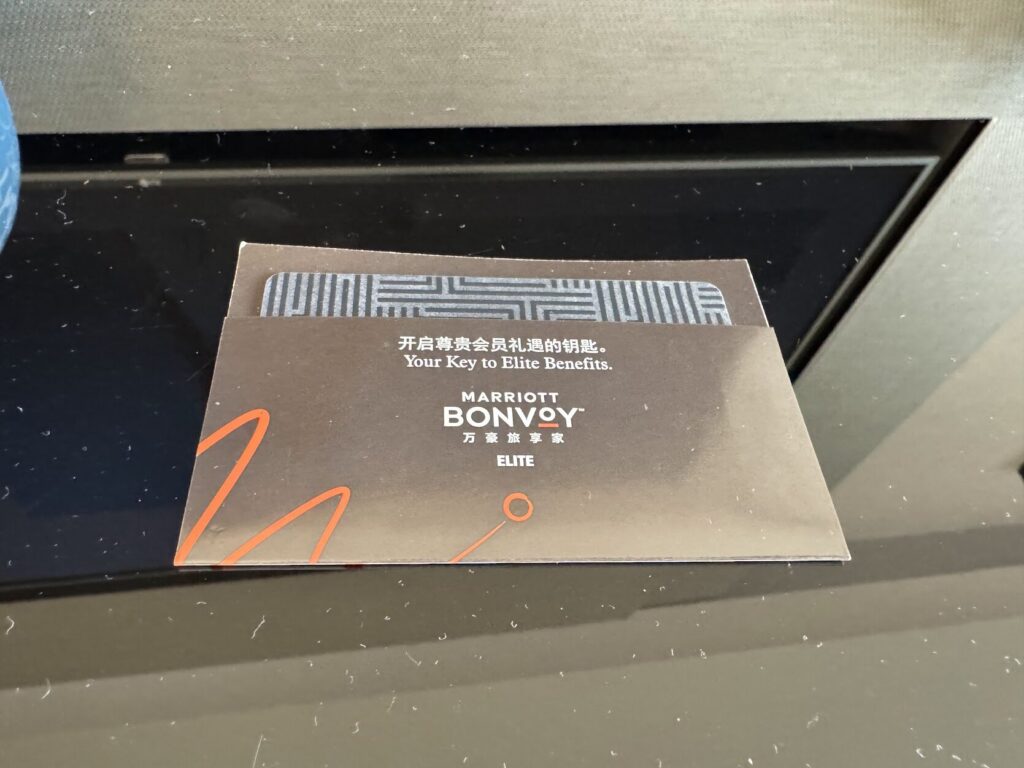 开启尊贵会员礼遇的钥匙。
Your Key to Elite Benefits.
MARRIOTT
BONVOY™
万豪旅享家
ELITE